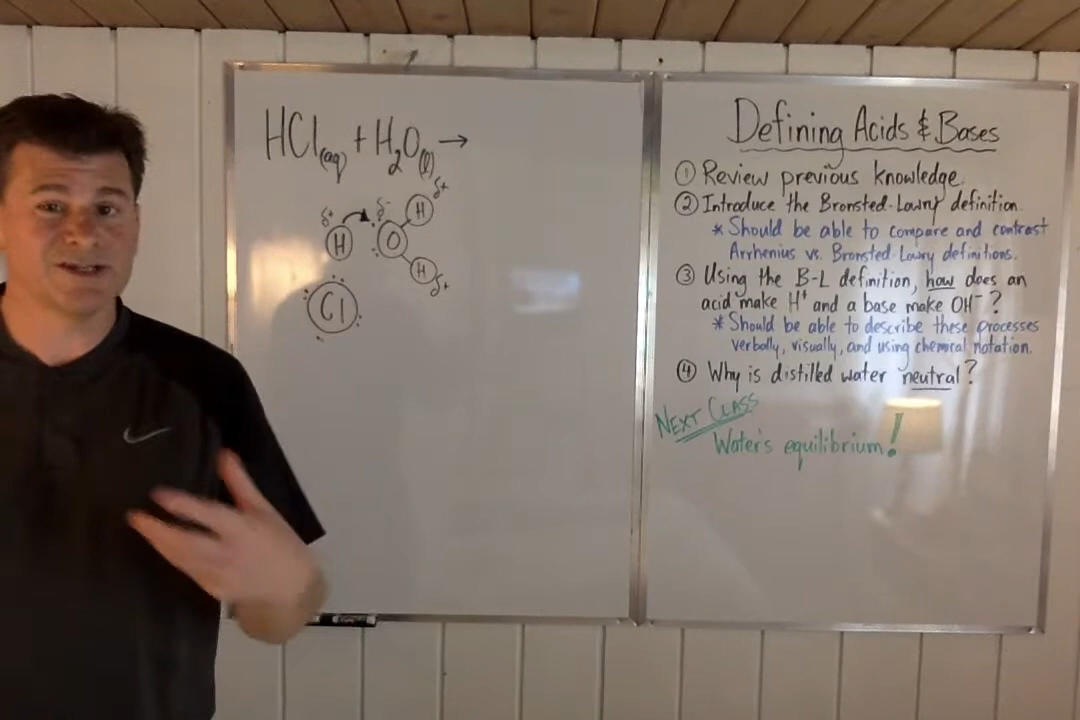 HCl(aq) + H₂O(l) →
δ+
δ+ δ- H
H O
H
δ+
Cl
Defining Acids & Bases
① Review previous knowledge
② Introduce the Bronsted-Lowry definition.
* Should be able to compare and contrast
Arrhenius vs. Bronsted-Lowry definitions.
③ Using the B-L definition, how does an
acid make H⁺ and a base make OH⁻?
* Should be able to describe these processes
verbally, visually, and using chemical notation.
④ Why is distilled water neutral?
NEXT CLASS
Water's equilibrium!